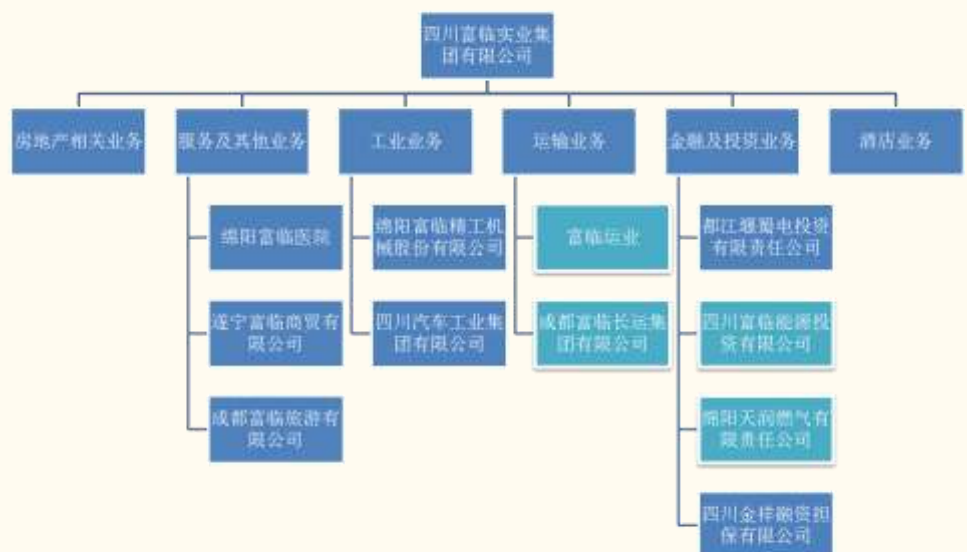 四川富临实业集
团有限公司
房地产相关业务
服务及其他业务
工业业务
运输业务
金融及投资业务
酒店业务
绵阳富临医院
遂宁富临商贸有
限公司
成都富临旅游有
限公司
绵阳富临精工机
械股份有限公司
四川汽车工业集
团有限公司
富临运业
成都富临长运集
团有限公司
都江堰蜀电投资
有限责任公司
四川富临能源投
资有限公司
绵阳天润燃气有
限责任公司
四川金祥融资担
保有限公司